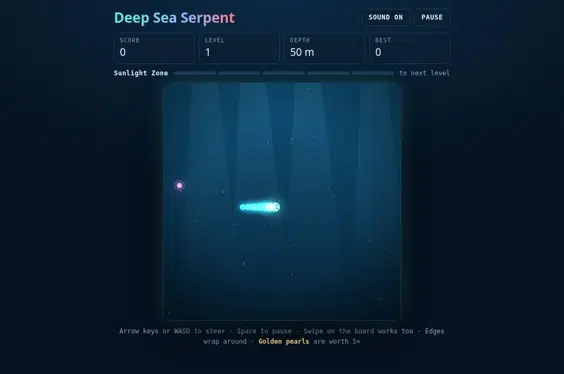 Deep Sea Serpent
SOUND ON
PAUSE
SCORE
0
LEVEL
1
DEPTH
50 m
BEST
0
Sunlight Zone
to next level
Arrow keys or WASD to steer · Space to pause · Swipe on the board works too · Edges
wrap around · Golden pearls are worth 5×